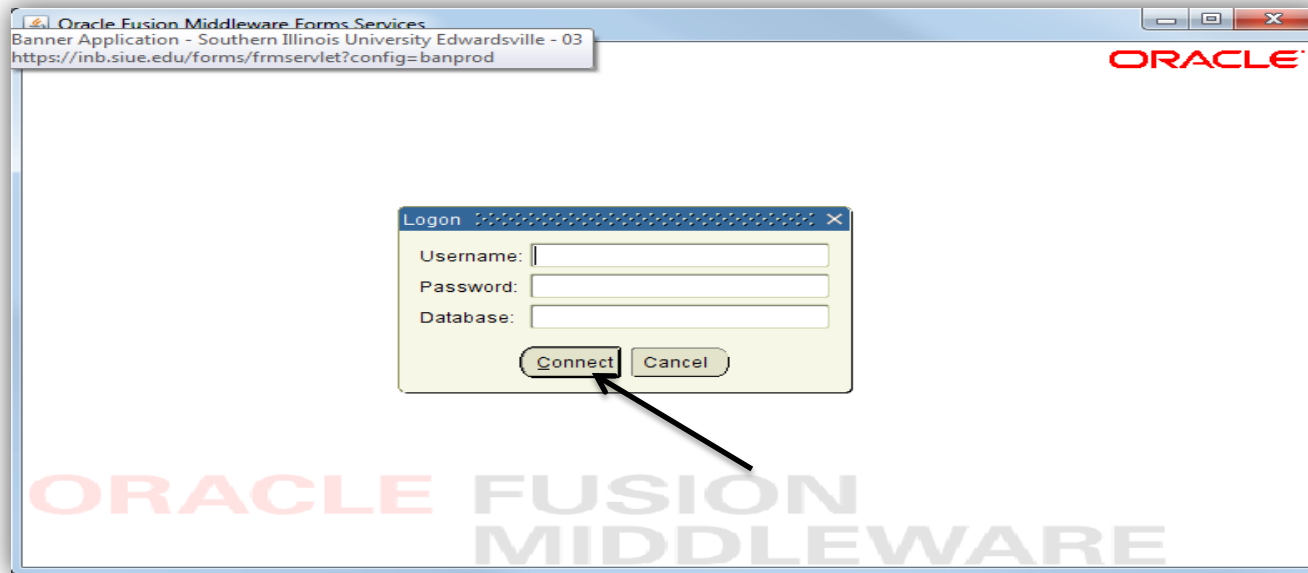 Oracle Fusion Middleware Forms Services
Banner Application - Southern Illinois University Edwardsville - 03
https://inb.siue.edu/forms/frmservlet?config=banprod
ORACLE
Logon
Username:
Password:
Database:
Connect Cancel
ORACLE FUSION
MIDDLEWARE